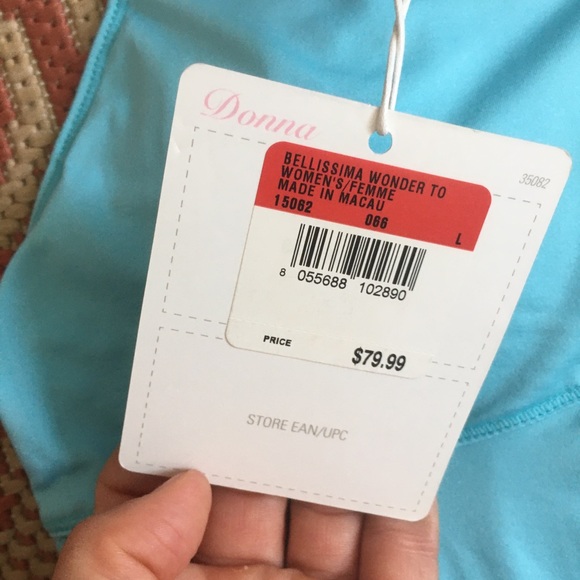 Donna
35082
BELLISSIMA WONDER TO
WOMEN'S/FEMME
MADE IN MACAU
15062 066 L
8 055688 102890
PRICE $79.99
STORE EAN/UPC